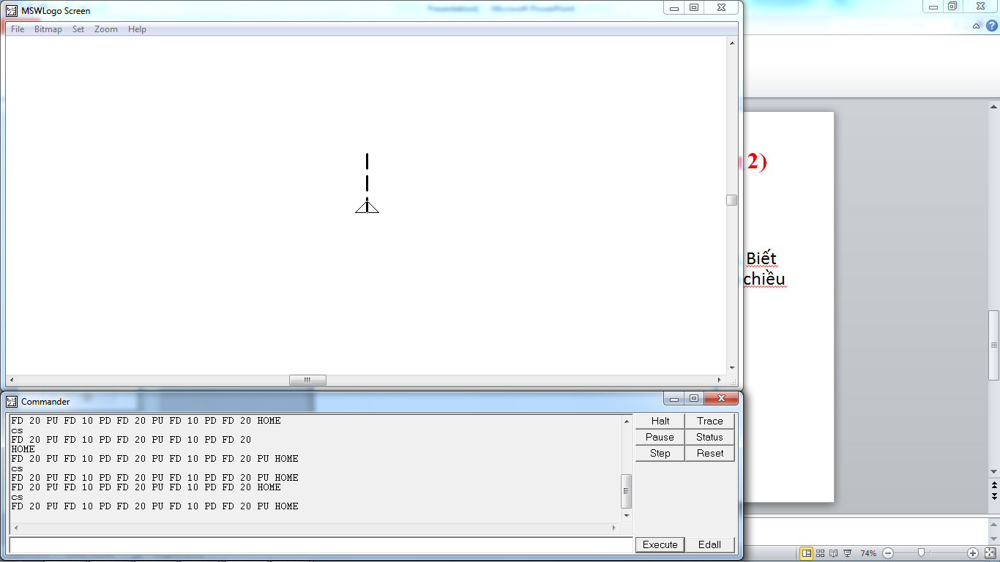 MSWLogo Screen
Presentation1 Microsoft PowerPoint
File Bitmap Set Zoom Help
2)
Biết
chiều
Commander
FD 20 PU FD 10 PD FD 20 PU FD 10 PD FD 20 HOME
cs
FD 20 PU FD 10 PD FD 20 PU FD 10 PD FD 20
HOME
FD 20 PU FD 10 PD FD 20 PU FD 10 PD FD 20 PU HOME
cs
FD 20 PU FD 10 PD FD 20 PU FD 10 PD FD 20 PU HOME
FD 20 PU FD 10 PD FD 20 PU FD 10 PD FD 20 HOME
cs
FD 20 PU FD 10 PD FD 20 PU FD 10 PD FD 20 PU HOME
Halt Trace
Pause Status
Step Reset
Execute Edall
74%